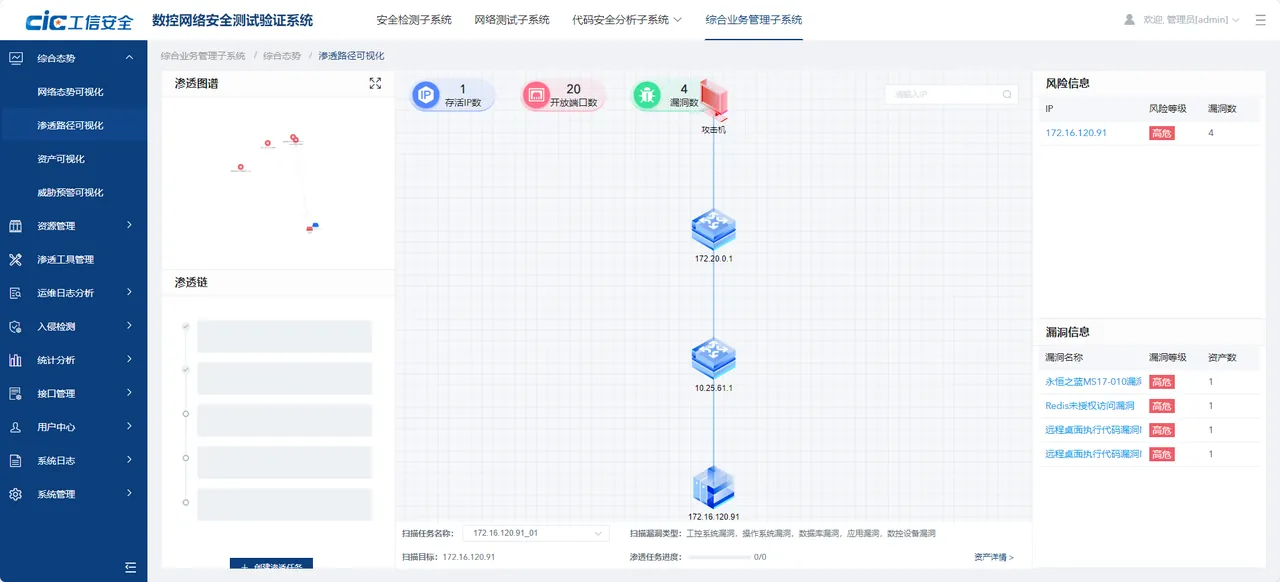 cic工信安全
数控网络安全测试验证系统
安全检测子系统
网络测试子系统
代码安全分析子系统
综合业务管理子系统
欢迎, 管理员[admin]
综合态势
网络态势可视化
渗透路径可视化
资产可视化
威胁预警可视化
资源管理
渗透工具管理
运维日志分析
入侵检测
统计分析
接口管理
用户中心
系统日志
系统管理
综合业务管理子系统 / 综合态势 / 渗透路径可视化
渗透图谱
渗透链
创建渗透任务
IP
1
存活IP数
20
开放端口数
4
漏洞数
请输入IP
攻击机
172.20.0.1
10.25.61.1
172.16.120.91
扫描任务名称: 172.16.120.91_01
扫描漏洞类型: 工控系统漏洞, 操作系统漏洞, 数据库漏洞, 应用漏洞, 数控设备漏洞
扫描目标: 172.16.120.91
渗透任务进度: 0/0
资产详情 >
风险信息
IP 风险等级 漏洞数
172.16.120.91 高危 4
漏洞信息
漏洞名称 漏洞等级 资产数
永恒之蓝MS17-010漏洞 高危 1
Redis未授权访问漏洞 高危 1
远程桌面执行代码漏洞 高危 1
远程桌面执行代码漏洞 高危 1